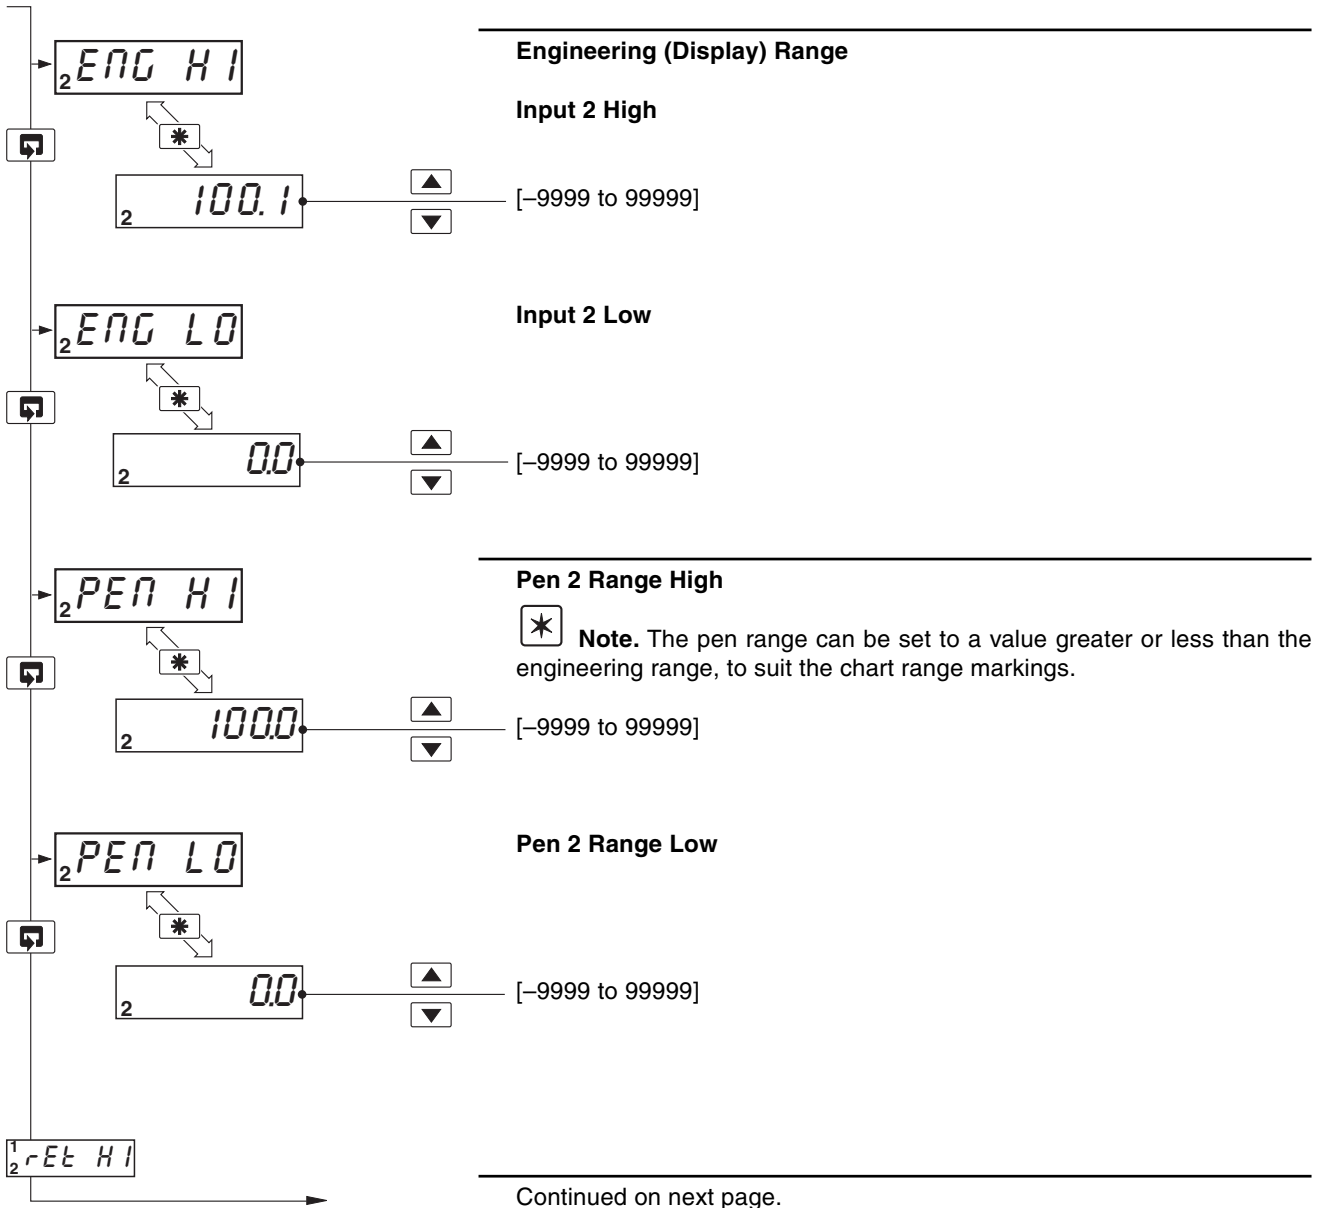 2 ENG HI
Engineering (Display) Range
Input 2 High
2 100.1
[–9999 to 99999]
2 ENG LO
Input 2 Low
2 0.0
[–9999 to 99999]
2 PEN HI
Pen 2 Range High
Note. The pen range can be set to a value greater or less than the
engineering range, to suit the chart range markings.
2 100.0
[–9999 to 99999]
2 PEN LO
Pen 2 Range Low
2 0.0
[–9999 to 99999]
1
2 rEt HI
Continued on next page.